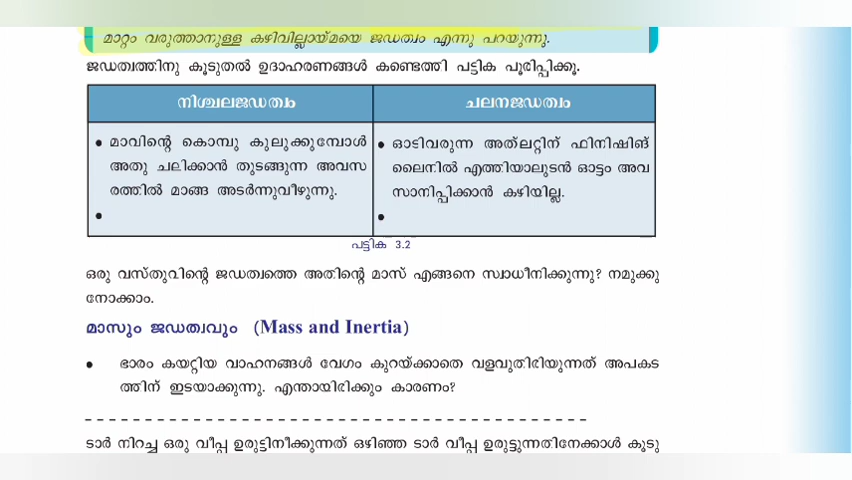 മാറ്റം വരുത്താനുള്ള കഴിവില്ലായ്മയെ ജഡത്വം എന്നു പറയുന്നു.
ജഡത്വത്തിനു കൂടുതൽ ഉദാഹരണങ്ങൾ കണ്ടെത്തി പട്ടിക പൂരിപ്പിക്കൂ.
നിശ്ചലജഡത്വം
• മാവിന്റെ കൊമ്പു കുലുക്കുമ്പോൾ
അതു ചലിക്കാൻ തുടങ്ങുന്ന അവസ
രത്തിൽ മാങ്ങ അടർന്നുവീഴുന്നു.
•
ചലനജഡത്വം
• ഓടിവരുന്ന അത്‌ലറ്റിന് ഫിനിഷിങ്
ലൈനിൽ എത്തിയാലുടൻ ഓട്ടം അവ
സാനിപ്പിക്കാൻ കഴിയില്ല.
•
പട്ടിക 3.2
ഒരു വസ്തുവിന്റെ ജഡത്വത്തെ അതിന്റെ മാസ് എങ്ങനെ സ്വാധീനിക്കുന്നു? നമുക്കു
നോക്കാം.
മാസും ജഡത്വവും (Mass and Inertia)
• ഭാരം കയറ്റിയ വാഹനങ്ങൾ വേഗം കുറയ്ക്കാതെ വളവുതിരിയുന്നത് അപകട
ത്തിന് ഇടയാക്കുന്നു. എന്തായിരിക്കും കാരണം?
ടാർ നിറച്ച ഒരു വീപ്പ ഉരുട്ടിനീക്കുന്നത് ഒഴിഞ്ഞ ടാർ വീപ്പ ഉരുട്ടുന്നതിനേക്കാൾ കൂടു